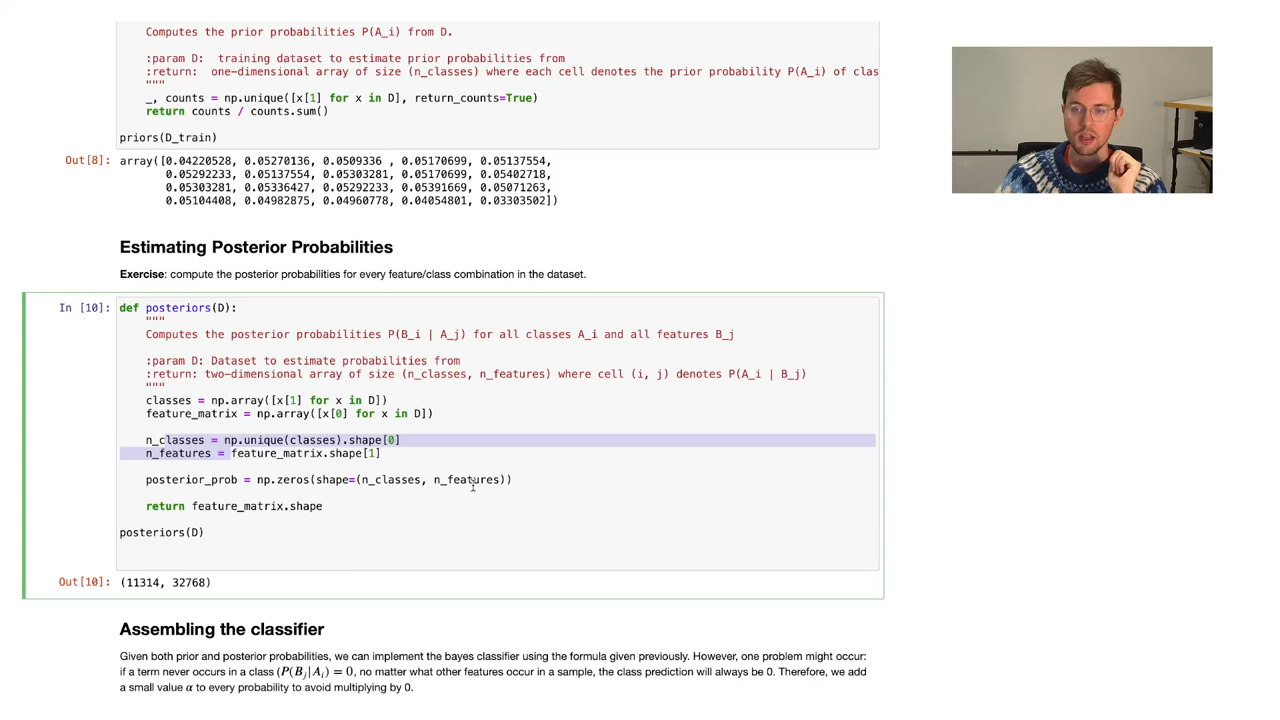 Computes the prior probabilities P(A_i) from D.
:param D:  training dataset to estimate prior probabilities from
:return:  one-dimensional array of size (n_classes) where each cell denotes the prior probability P(A_i) of clas
"""
_, counts = np.unique([x[1] for x in D], return_counts=True)
return counts / counts.sum()
priors(D_train)
Out[8]: array([0.04220528, 0.05270136, 0.0509336 , 0.05170699, 0.05137554,
0.05292233, 0.05137554, 0.05303281, 0.05170699, 0.05402718,
0.05303281, 0.05336427, 0.05292233, 0.05391669, 0.05071263,
0.05104408, 0.04982875, 0.04960778, 0.04054801, 0.03303502])
Estimating Posterior Probabilities
Exercise: compute the posterior probabilities for every feature/class combination in the dataset.
In [10]: def posteriors(D):
"""
Computes the posterior probabilities P(B_i | A_j) for all classes A_i and all features B_j
:param D: Dataset to estimate probabilities from
:return: two-dimensional array of size (n_classes, n_features) where cell (i, j) denotes P(A_i | B_j)
"""
classes = np.array([x[1] for x in D])
feature_matrix = np.array([x[0] for x in D])
n_classes = np.unique(classes).shape[0]
n_features = feature_matrix.shape[1]
posterior_prob = np.zeros(shape=(n_classes, n_features))
return feature_matrix.shape
posteriors(D)
Out[10]: (11314, 32768)
Assembling the classifier
Given both prior and posterior probabilities, we can implement the bayes classifier using the formula given previously. However, one problem might occur:
if a term never occurs in a class (P(B_j|A_i) = 0, no matter what other features occur in a sample, the class prediction will always be 0. Therefore, we add
a small value α to every probability to avoid multiplying by 0.